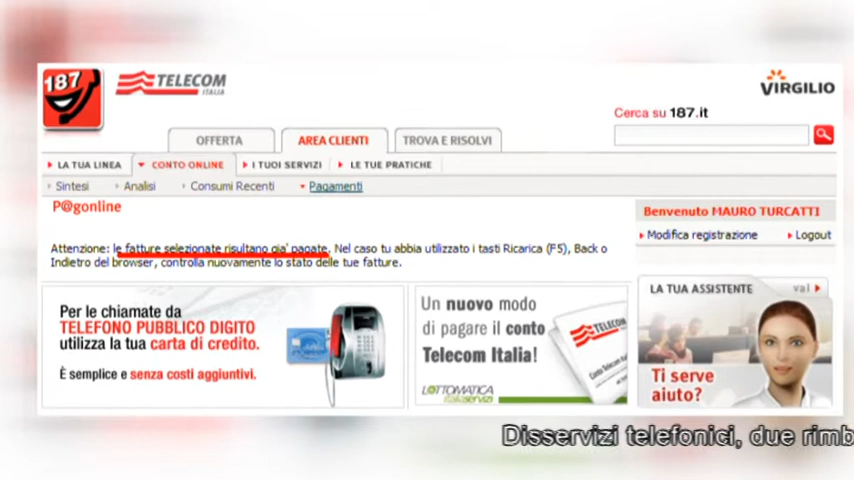 187
TELECOM
ITALIA
VIRGILIO
Cerca su 187.it
OFFERTA
AREA CLIENTI
TROVA E RISOLVI
LA TUA LINEA
CONTO ONLINE
I TUOI SERVIZI
LE TUE PRATICHE
Sintesi
Analisi
Consumi Recenti
Pagamenti
P@gonline
Benvenuto MAURO TURCATTI
Modifica registrazione
Logout
Attenzione: le fatture selezionate risultano gia' pagate. Nel caso tu abbia utilizzato i tasti Ricarica (F5), Back o
Indietro del browser, controlla nuovamente lo stato delle tue fatture.
Per le chiamate da
TELEFONO PUBBLICO DIGITO
utilizza la tua carta di credito.
È semplice e senza costi aggiuntivi.
Un nuovo modo
di pagare il conto
Telecom Italia!
LOTTOMATICA
italiaservizi
TELECOM
Conto Telecom
LA TUA ASSISTENTE
vai
Ti serve
aiuto?
Disservizi telefonici, due rimb